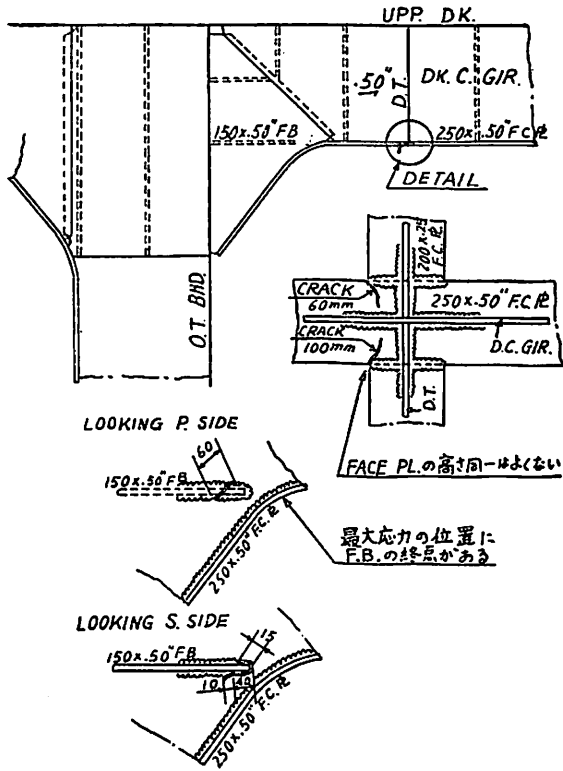 UPP. DK.
.50"
D.T.
DK. C. GIR.
150x.50"FB
250x.50"F.C.PL
DETAIL
O.T. BHD.
200x.25
F.C.PL
CRACK
60mm
250x.50"F.C.PL
CRACK
100mm
D.C.GIR.
D.T.
FACE PL.の高さ同一はよくない
LOOKING P. SIDE
60
150x.50"FB
250x.50"F.C.PL
最大応力の位置に
F.B.の終点がある
LOOKING S. SIDE
150x.50"FB
15
10
40
250x.50"F.C.PL